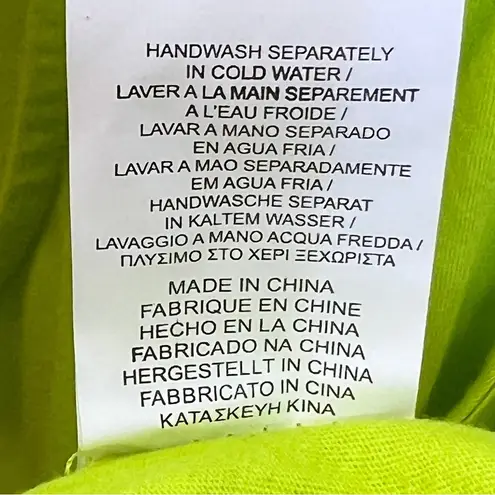 HANDWASH SEPARATELY
IN COLD WATER /
LAVER A LA MAIN SEPAREMENT
A L'EAU FROIDE /
LAVAR A MANO SEPARADO
EN AGUA FRIA /
LAVAR A MAO SEPARADAMENTE
EM AGUA FRIA /
HANDWASCHE SEPARAT
IN KALTEM WASSER /
LAVAGGIO A MANO ACQUA FREDDA /
ΠΛΥΣΙΜΟ ΣΤΟ ΧΕΡΙ ΞΕΧΩΡΙΣΤΑ
MADE IN CHINA
FABRIQUE EN CHINE
HECHO EN LA CHINA
FABRICADO NA CHINA
HERGESTELLT IN CHINA
FABBRICATO IN CINA
ΚΑΤΑΣΚΕΥΗ ΚΙΝΑ